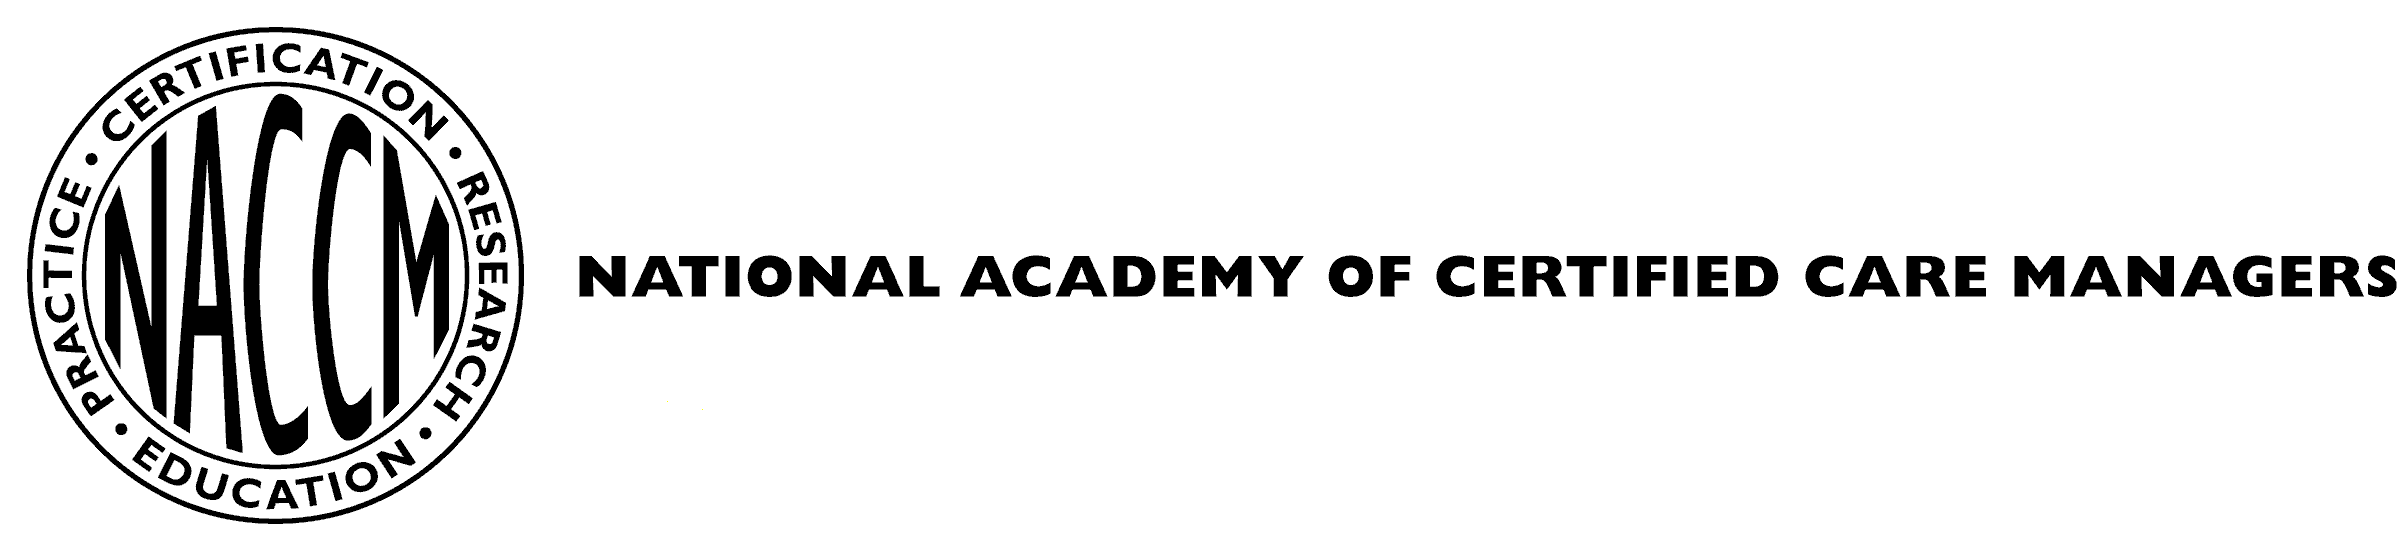 PRACTICE • CERTIFICATION • RESEARCH • EDUCATION •
NACCM
NATIONAL ACADEMY OF CERTIFIED CARE MANAGERS